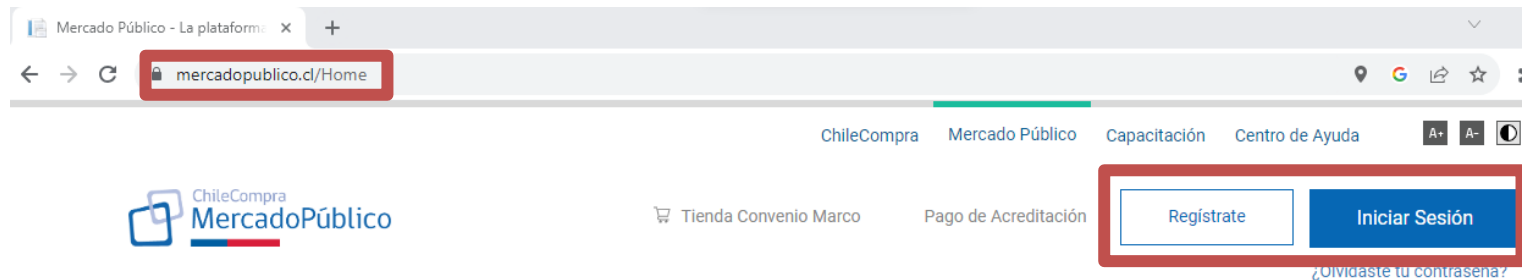 Mercado Público - La plataforma
mercadopublico.cl/Home
ChileCompra Mercado Público Capacitación Centro de Ayuda A+ A-
ChileCompra
MercadoPúblico
Tienda Convenio Marco Pago de Acreditación Regístrate Iniciar Sesión
¿Olvidaste tu contraseña?